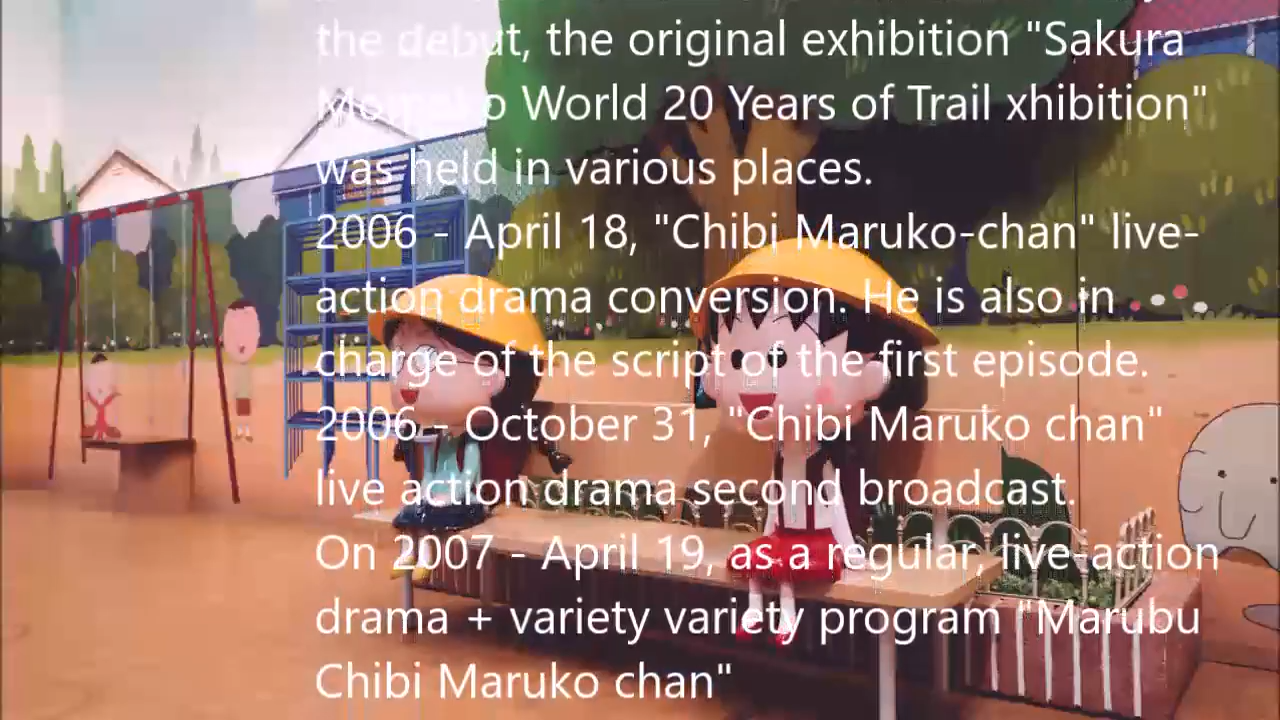 the debut, the original exhibition "Sakura
Momoko World 20 Years of Trail xhibition"
was held in various places.
2006 - April 18, "Chibi Maruko-chan" live-
action drama conversion. He is also in
charge of the script of the first episode.
2006 - October 31, "Chibi Maruko chan"
live action drama second broadcast.
On 2007 - April 19, as a regular, live-action
drama + variety variety program "Marubu
Chibi Maruko chan"